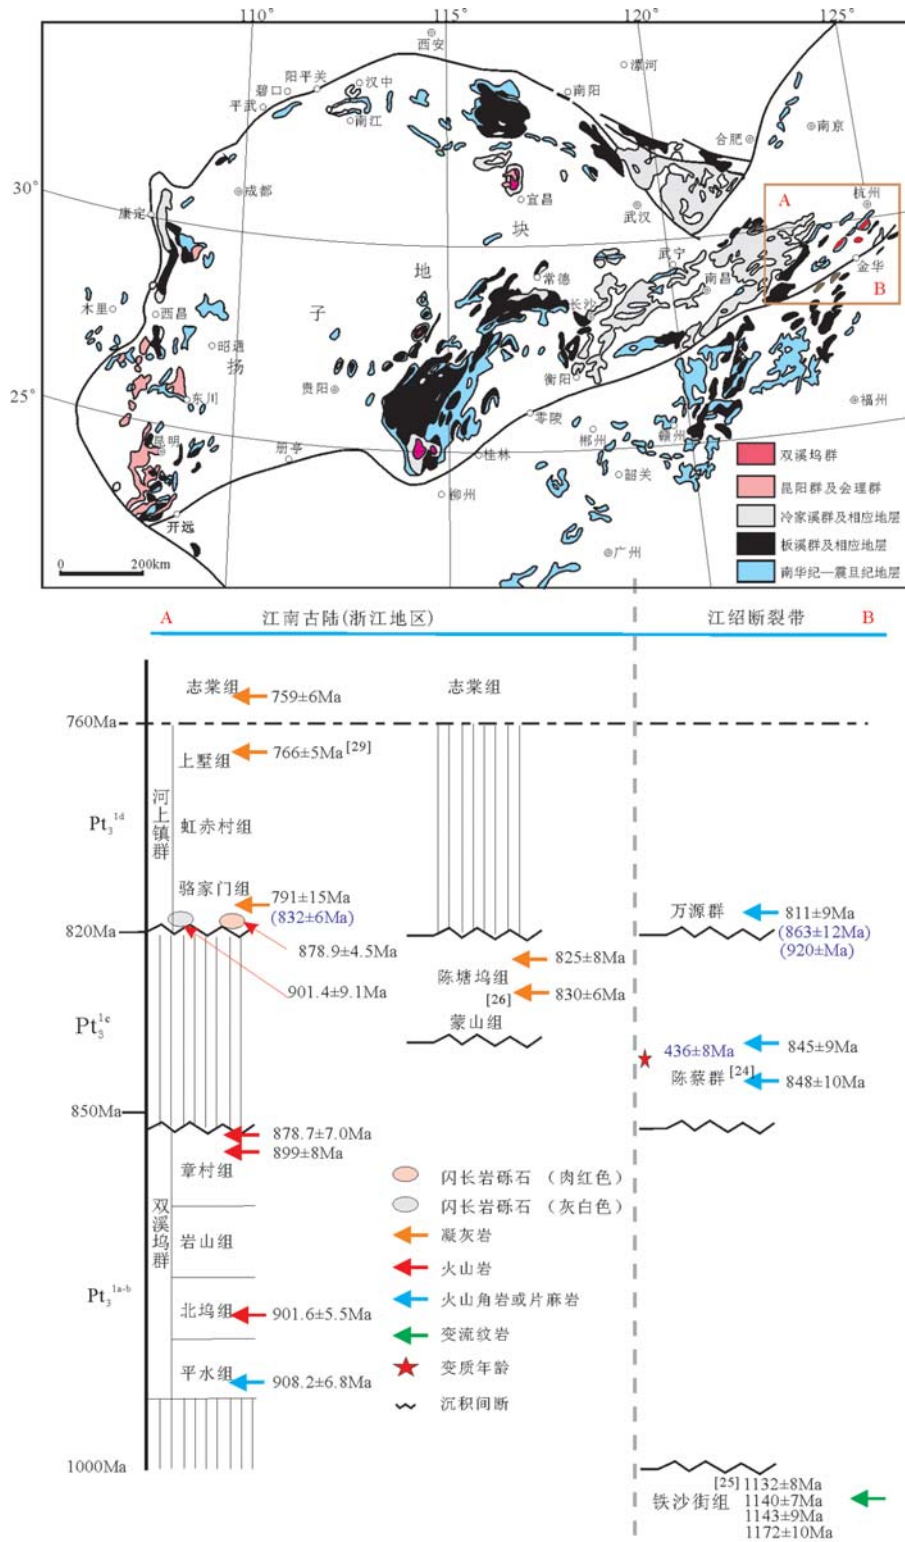 110°
115°
120°
125°
30°
25°
西安
漯河
阳平关
汉中
碧口
平武
南江
南阳
合肥
南京
成都
宜昌
武汉
杭州
A
康定
块
地
子
扬
常德
武宁
南昌
金华
B
木里
西昌
昭通
长沙
贵阳
衡阳
东川
零陵
福州
昆明
册亭
桂林
郴州
赣州
韶关
柳州
开远
广州
0 200km
双溪坞群
昆阳群及会理群
冷家溪群及相应地层
板溪群及相应地层
南华纪—震旦纪地层
A 江南古陆(浙江地区) 江绍断裂带 B
志棠组 759±6Ma 志棠组
760Ma
上墅组 766±5Ma[29]
河上镇群
Pt₃¹ᵈ
虹赤村组
骆家门组 791±15Ma
(832±6Ma)
万源群 811±9Ma
(863±12Ma)
(920±Ma)
820Ma
878.9±4.5Ma
901.4±9.1Ma
陈塘坞组 825±8Ma
[26] 830±6Ma
蒙山组
Pt₃¹ᶜ
436±8Ma 845±9Ma
陈蔡群[24] 848±10Ma
850Ma
878.7±7.0Ma
899±8Ma
章村组
双溪坞群
岩山组
Pt₃¹ᵃ⁻ᵇ
北坞组 901.6±5.5Ma
平水组 908.2±6.8Ma
闪长岩砾石 (肉红色)
闪长岩砾石 (灰白色)
凝灰岩
火山岩
火山角岩或片麻岩
变流纹岩
变质年龄
沉积间断
1000Ma
铁沙街组[25] 1132±8Ma
1140±7Ma
1143±9Ma
1172±10Ma